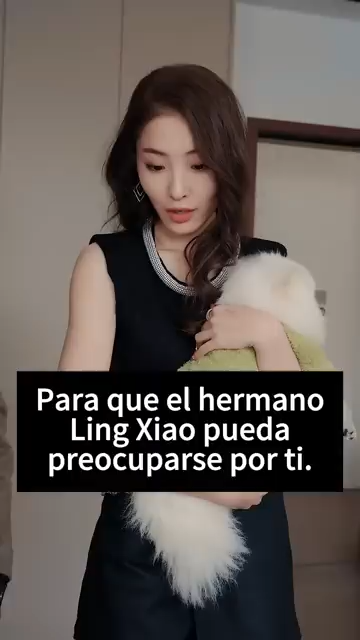 Para que el hermano
Ling Xiao pueda
preocuparse por ti.